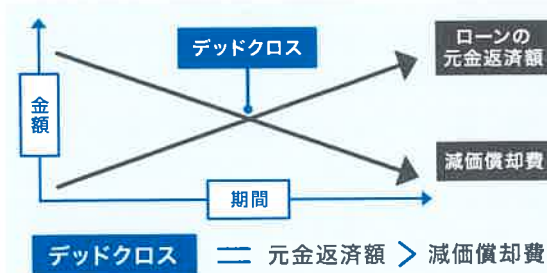 デッドクロス
ローンの
元金返済額
金額
減価償却費
期間
デッドクロス = 元金返済額 > 減価償却費